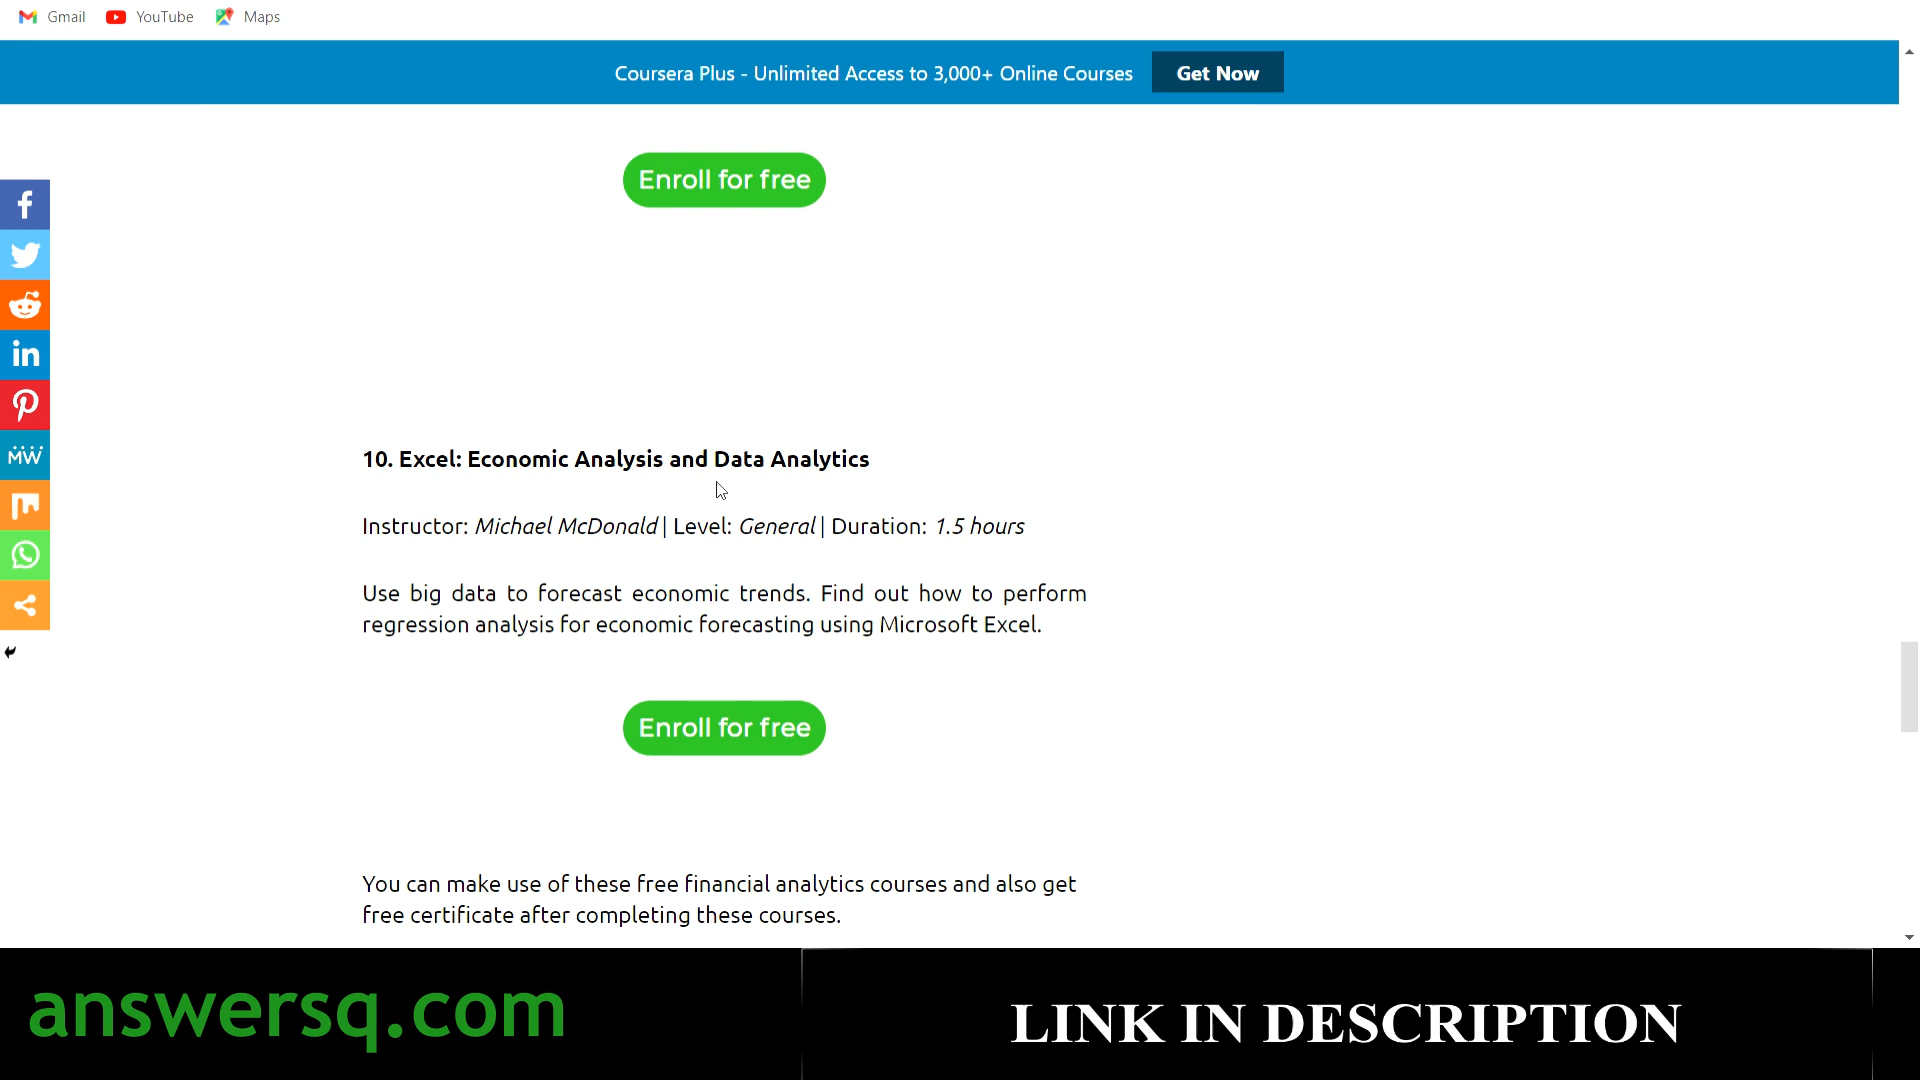 Gmail YouTube Maps
Coursera Plus - Unlimited Access to 3,000+ Online Courses Get Now
Enroll for free
10. Excel: Economic Analysis and Data Analytics
Instructor: Michael McDonald | Level: General | Duration: 1.5 hours
Use big data to forecast economic trends. Find out how to perform
regression analysis for economic forecasting using Microsoft Excel.
Enroll for free
You can make use of these free financial analytics courses and also get
free certificate after completing these courses.
answersq.com
LINK IN DESCRIPTION
in
MW